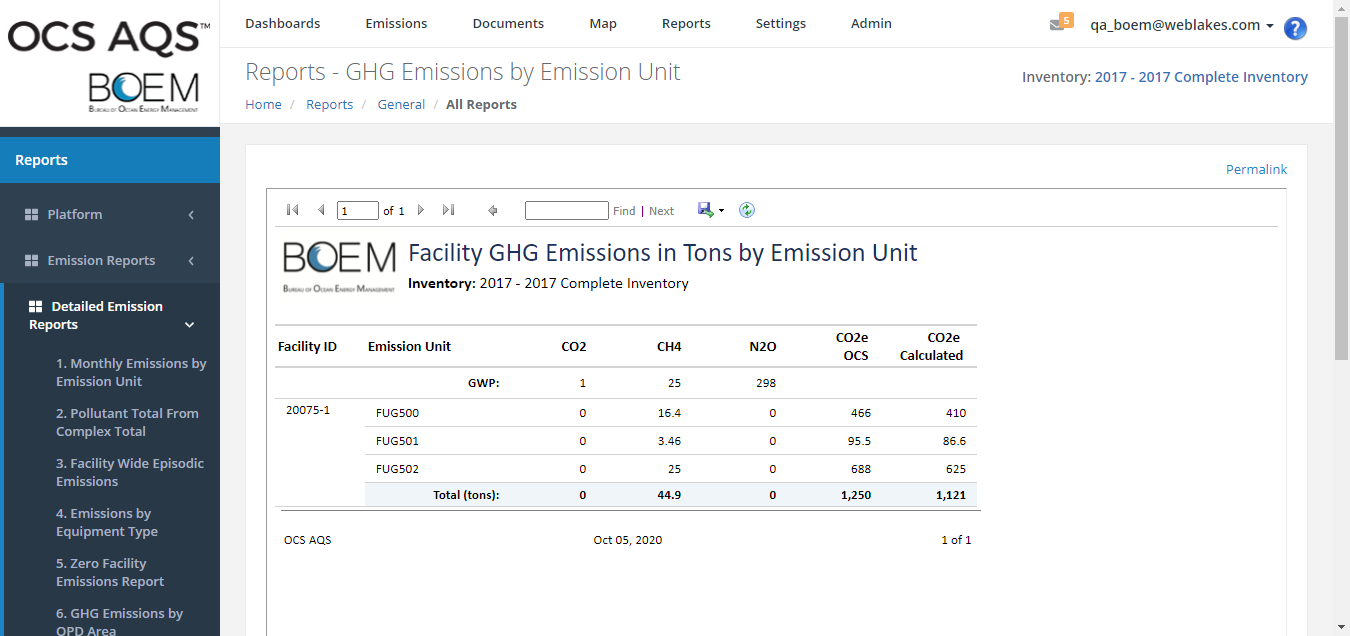 OCS AQS™
BOEM
BUREAU OF OCEAN ENERGY MANAGEMENT
Dashboards Emissions Documents Map Reports Settings Admin
5 qa_boem@weblakes.com ?
Reports - GHG Emissions by Emission Unit
Inventory: 2017 - 2017 Complete Inventory
Home / Reports / General / All Reports
Reports
Platform
Emission Reports
Detailed Emission
Reports
1. Monthly Emissions by
Emission Unit
2. Pollutant Total From
Complex Total
3. Facility Wide Episodic
Emissions
4. Emissions by
Equipment Type
5. Zero Facility
Emissions Report
6. GHG Emissions by
OPD Area
Permalink
1 of 1 Find | Next
BOEM
BUREAU OF OCEAN ENERGY MANAGEMENT
Facility GHG Emissions in Tons by Emission Unit
Inventory: 2017 - 2017 Complete Inventory
Facility ID Emission Unit CO2 CH4 N2O CO2e OCS CO2e Calculated
GWP: 1 25 298
20075-1 FUG500 0 16.4 0 466 410
FUG501 0 3.46 0 95.5 86.6
FUG502 0 25 0 688 625
Total (tons): 0 44.9 0 1,250 1,121
OCS AQS Oct 05, 2020 1 of 1